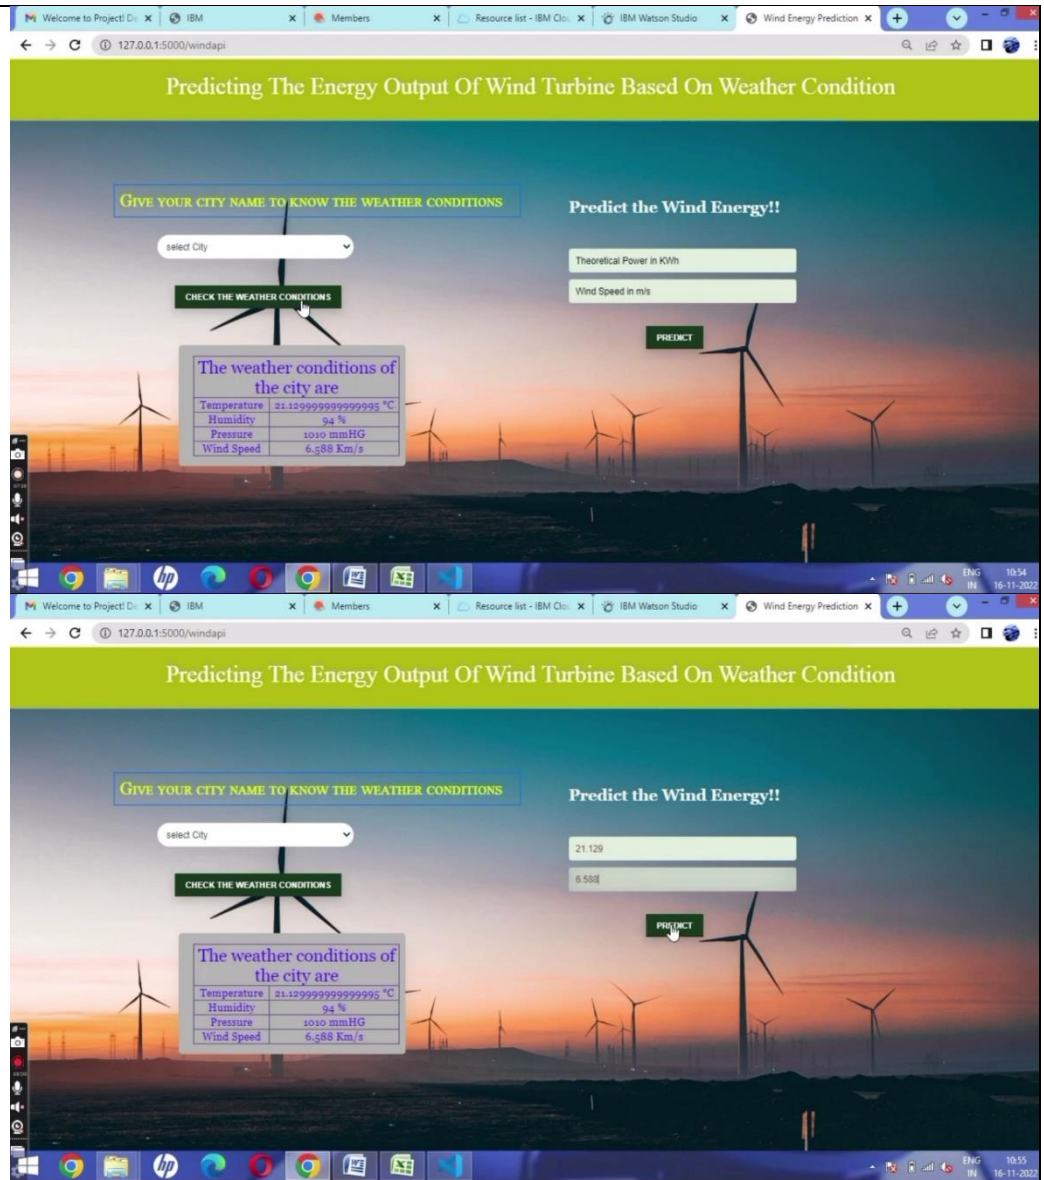 Welcome to Project! De
IBM
Members
Resource list - IBM Clou
IBM Watson Studio
Wind Energy Prediction
127.0.0.1:5000/windapi
Predicting The Energy Output Of Wind Turbine Based On Weather Condition
GIVE YOUR CITY NAME TO KNOW THE WEATHER CONDITIONS
select City
CHECK THE WEATHER CONDITIONS
The weather conditions of
the city are
Temperature 21.129999999999995 °C
Humidity 94 %
Pressure 1010 mmHG
Wind Speed 6.588 Km/s
Predict the Wind Energy!!
Theoretical Power in KWh
Wind Speed in m/s
PREDICT
hp
ENG 10:54
IN 16-11-2022
Welcome to Project! De
IBM
Members
Resource list - IBM Clou
IBM Watson Studio
Wind Energy Prediction
127.0.0.1:5000/windapi
Predicting The Energy Output Of Wind Turbine Based On Weather Condition
GIVE YOUR CITY NAME TO KNOW THE WEATHER CONDITIONS
select City
CHECK THE WEATHER CONDITIONS
The weather conditions of
the city are
Temperature 21.129999999999995 °C
Humidity 94 %
Pressure 1010 mmHG
Wind Speed 6.588 Km/s
Predict the Wind Energy!!
21.129
6.588
PREDICT
hp
ENG 10:55
IN 16-11-2022